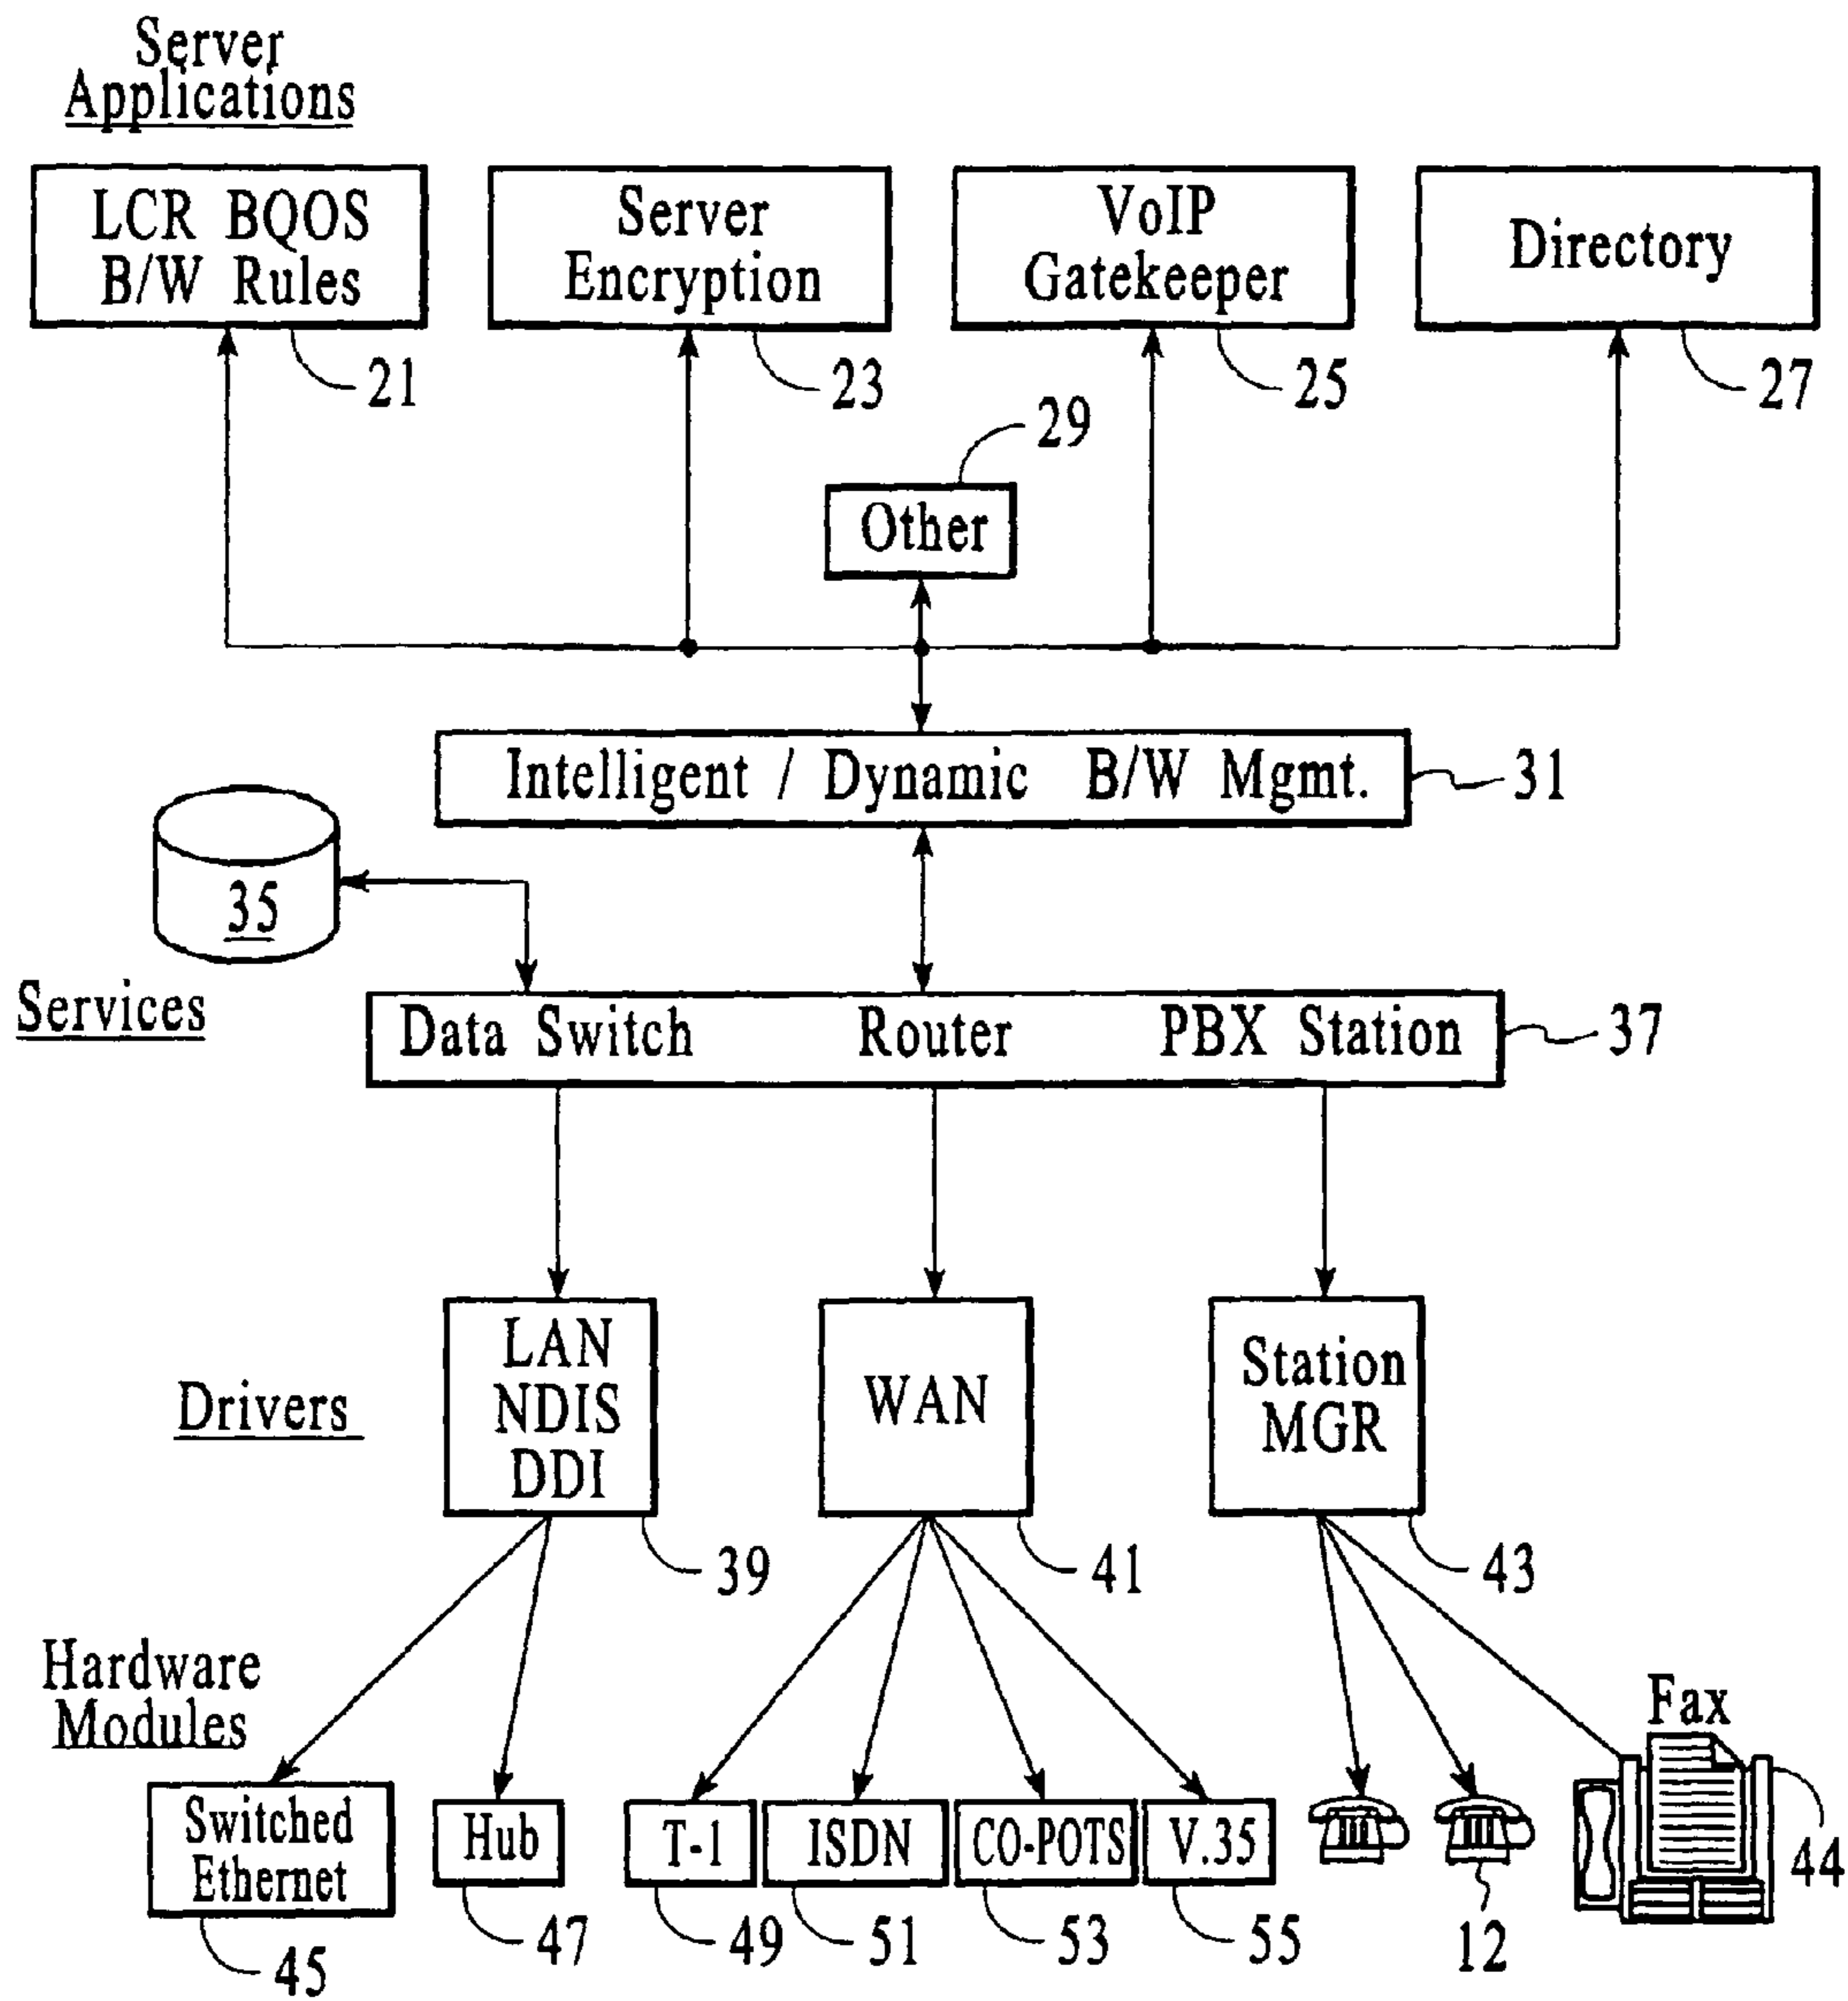 Server
Applications
LCR BQOS
B/W Rules
Server
Encryption
VoIP
Gatekeeper
Directory
21
23
25
27
29
Other
Intelligent / Dynamic B/W Mgmt.
31
35
Services
Data Switch Router PBX Station
37
Drivers
LAN
NDIS
DDI
WAN
Station
MGR
39
41
43
Hardware
Modules
Fax
Switched
Ethernet
Hub
T-1
ISDN
CO-POTS
V.35
44
45
47
49
51
53
55
12